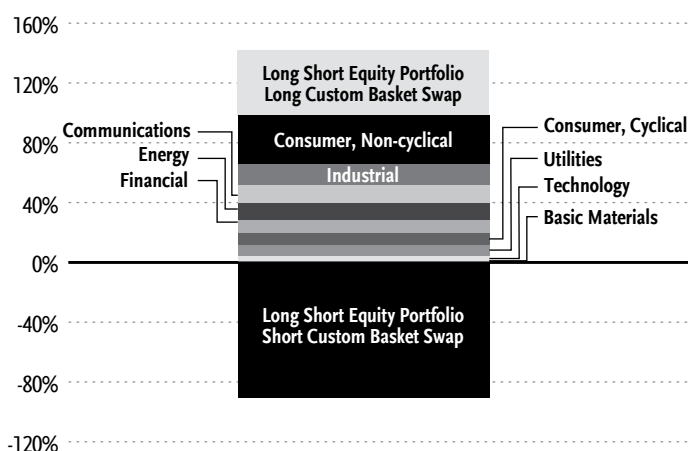 160%
120%
80%
40%
0%
-40%
-80%
-120%
Long Short Equity Portfolio
Long Custom Basket Swap
Consumer, Non-cyclical
Industrial
Communications
Energy
Financial
Consumer, Cyclical
Utilities
Technology
Basic Materials
Long Short Equity Portfolio
Short Custom Basket Swap